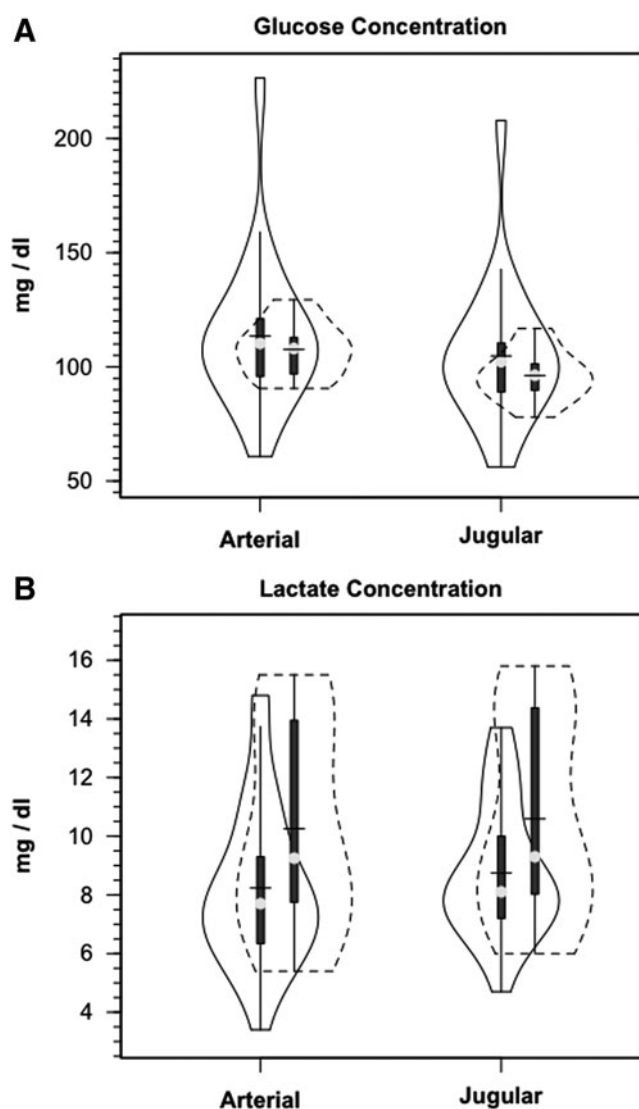 A
Glucose Concentration
200
150
100
50
mg / dl
Arterial
Jugular
B
Lactate Concentration
16
14
12
10
8
6
4
mg / dl
Arterial
Jugular